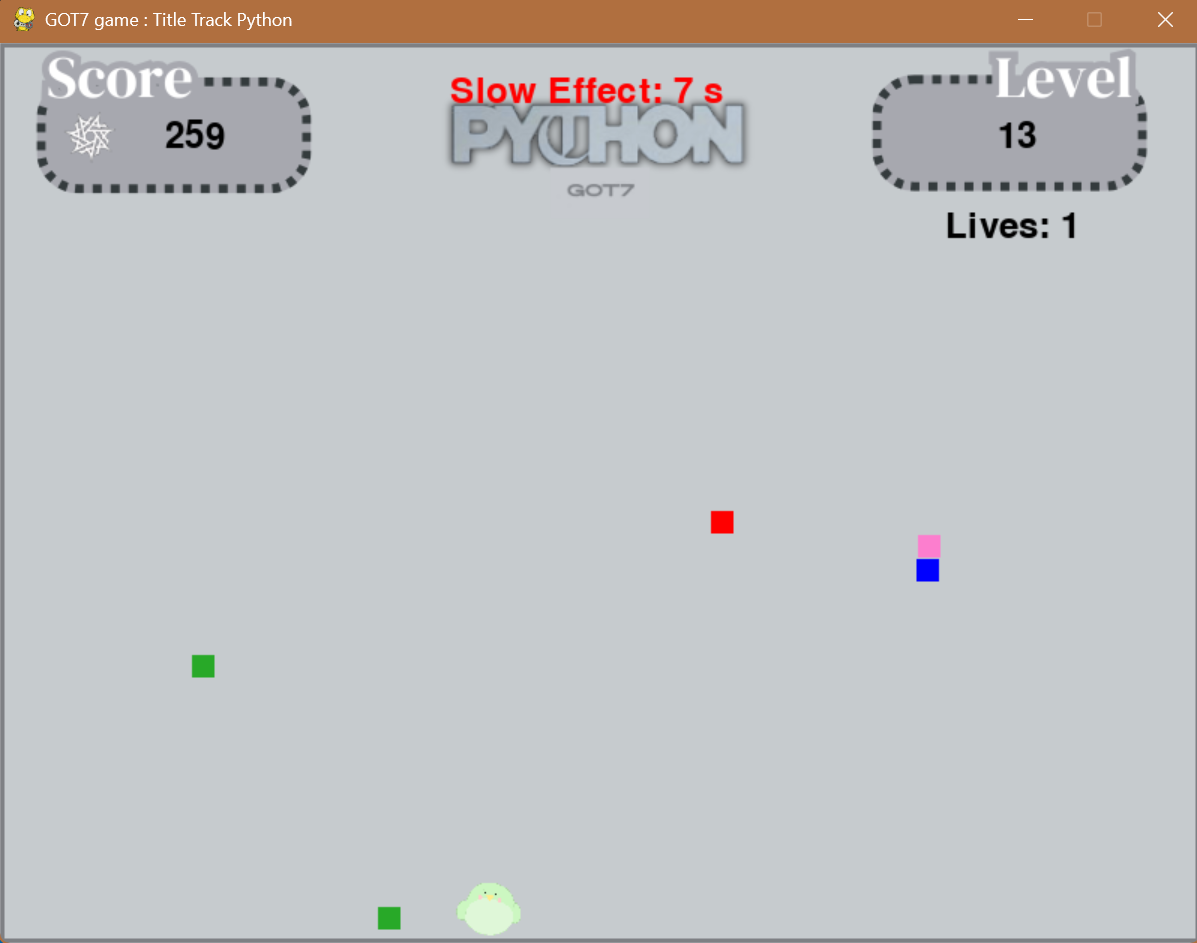 GOT7 game : Title Track Python
Score
259
Slow Effect: 7 s
PYTHON
GOT7
Level
13
Lives: 1